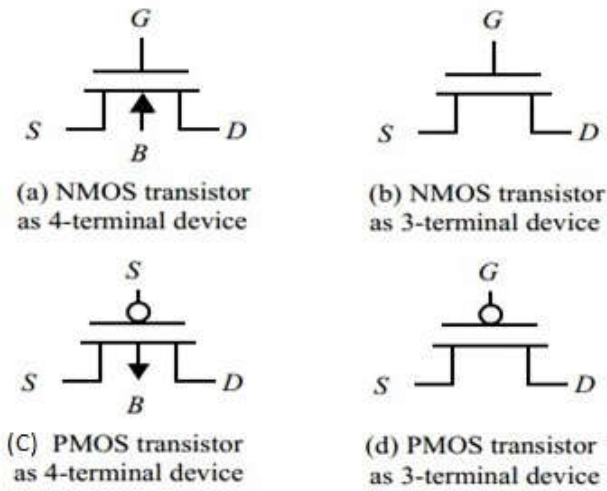 G
S
B
D
(a) NMOS transistor
as 4-terminal device
G
S
D
(b) NMOS transistor
as 3-terminal device
S
S
B
D
(C) PMOS transistor
as 4-terminal device
G
S
D
(d) PMOS transistor
as 3-terminal device